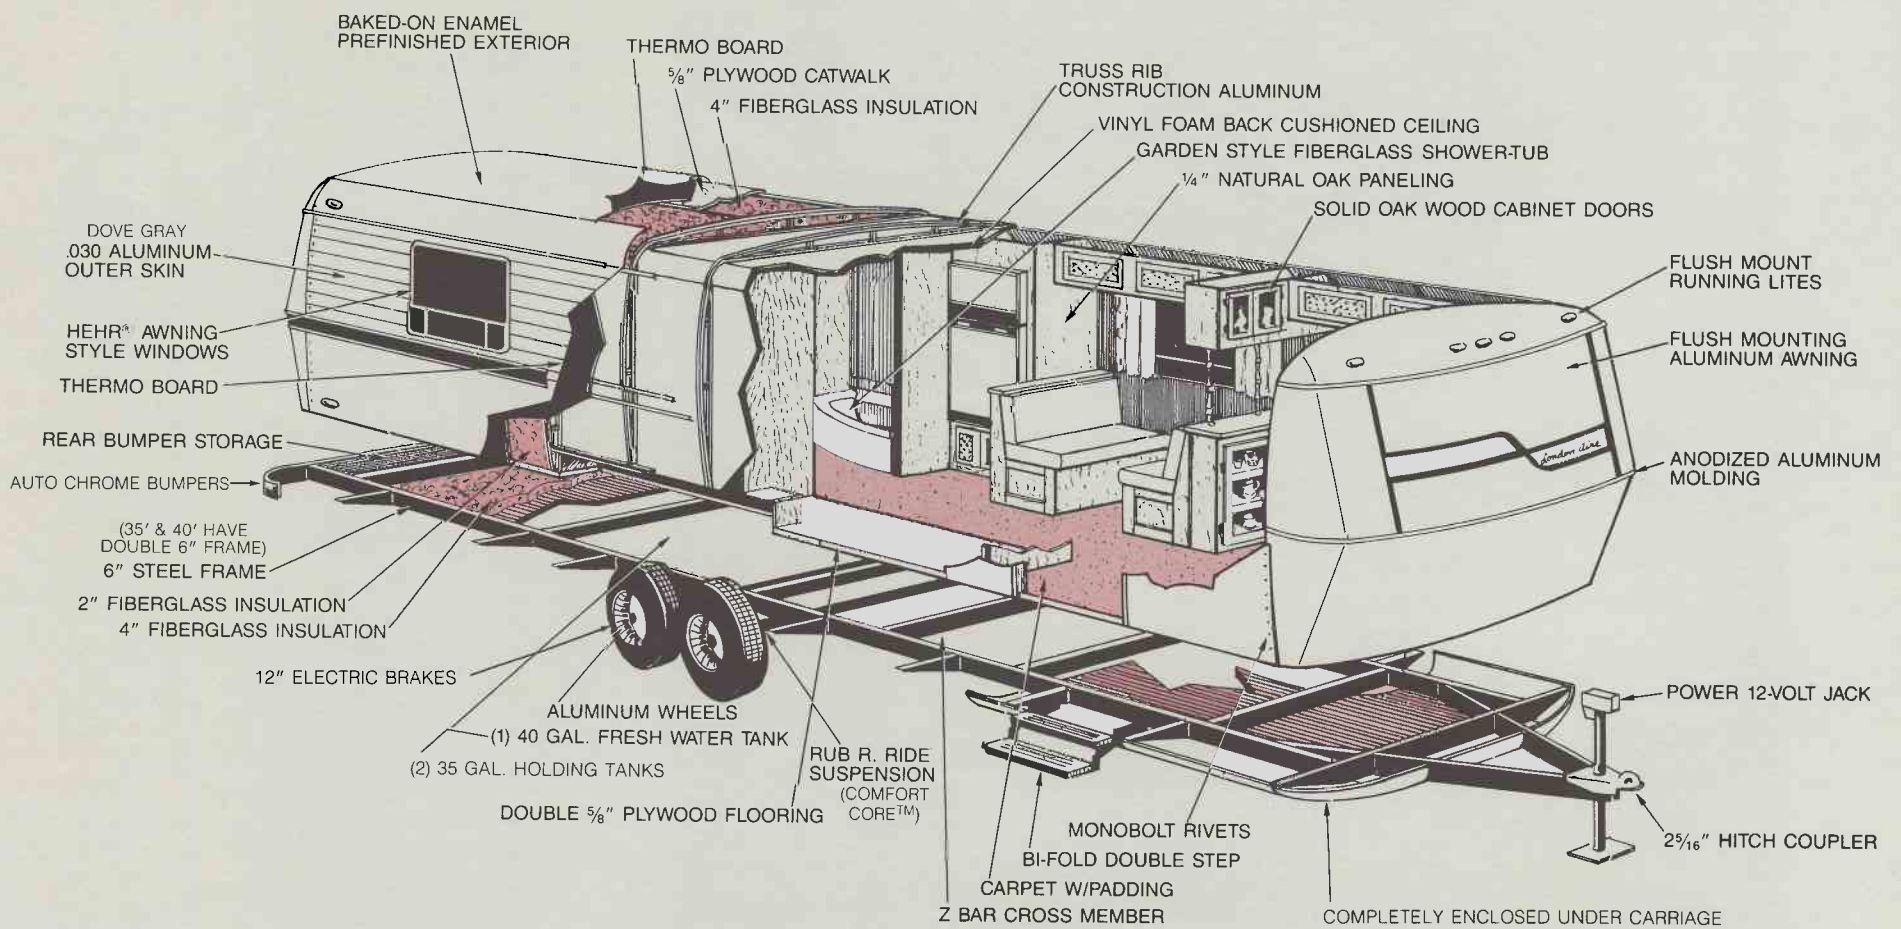 BAKED-ON ENAMEL
PREFINISHED EXTERIOR
THERMO BOARD
5/8" PLYWOOD CATWALK
4" FIBERGLASS INSULATION
TRUSS RIB
CONSTRUCTION ALUMINUM
VINYL FOAM BACK CUSHIONED CEILING
GARDEN STYLE FIBERGLASS SHOWER-TUB
1/4" NATURAL OAK PANELING
SOLID OAK WOOD CABINET DOORS
DOVE GRAY
.030 ALUMINUM
OUTER SKIN
HEHR® AWNING
STYLE WINDOWS
THERMO BOARD
REAR BUMPER STORAGE
AUTO CHROME BUMPERS
(35' & 40' HAVE
DOUBLE 6" FRAME)
6" STEEL FRAME
2" FIBERGLASS INSULATION
4" FIBERGLASS INSULATION
12" ELECTRIC BRAKES
ALUMINUM WHEELS
(1) 40 GAL. FRESH WATER TANK
(2) 35 GAL. HOLDING TANKS
DOUBLE 5/8" PLYWOOD FLOORING
RUB R. RIDE
SUSPENSION
(COMFORT
CORE™)
FLUSH MOUNT
RUNNING LITES
FLUSH MOUNTING
ALUMINUM AWNING
london aire
ANODIZED ALUMINUM
MOLDING
POWER 12-VOLT JACK
2 5/16" HITCH COUPLER
MONOBOLT RIVETS
BI-FOLD DOUBLE STEP
CARPET W/PADDING
Z BAR CROSS MEMBER
COMPLETELY ENCLOSED UNDER CARRIAGE